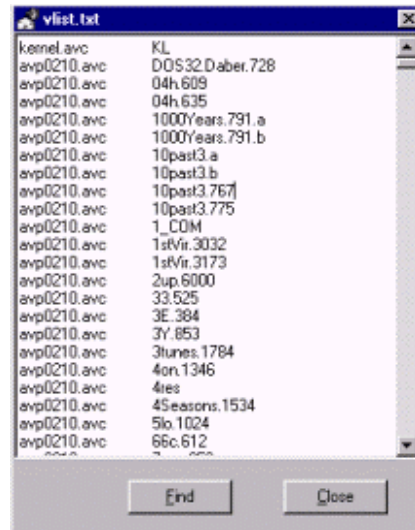 vlist.txt
kernel.avc KL
avp0210.avc DOS32.Daber.728
avp0210.avc 04h.609
avp0210.avc 04h.635
avp0210.avc 1000Years.791.a
avp0210.avc 1000Years.791.b
avp0210.avc 10past3.a
avp0210.avc 10past3.b
avp0210.avc 10past3.767
avp0210.avc 10past3.775
avp0210.avc 1_COM
avp0210.avc 1stVir.3032
avp0210.avc 1stVir.3173
avp0210.avc 2up.6000
avp0210.avc 33.525
avp0210.avc 3E.384
avp0210.avc 3Y.853
avp0210.avc 3tunes.1784
avp0210.avc 4on.1346
avp0210.avc 4res
avp0210.avc 4Seasons.1534
avp0210.avc 5lo.1024
avp0210.avc 66c.612
Find Close